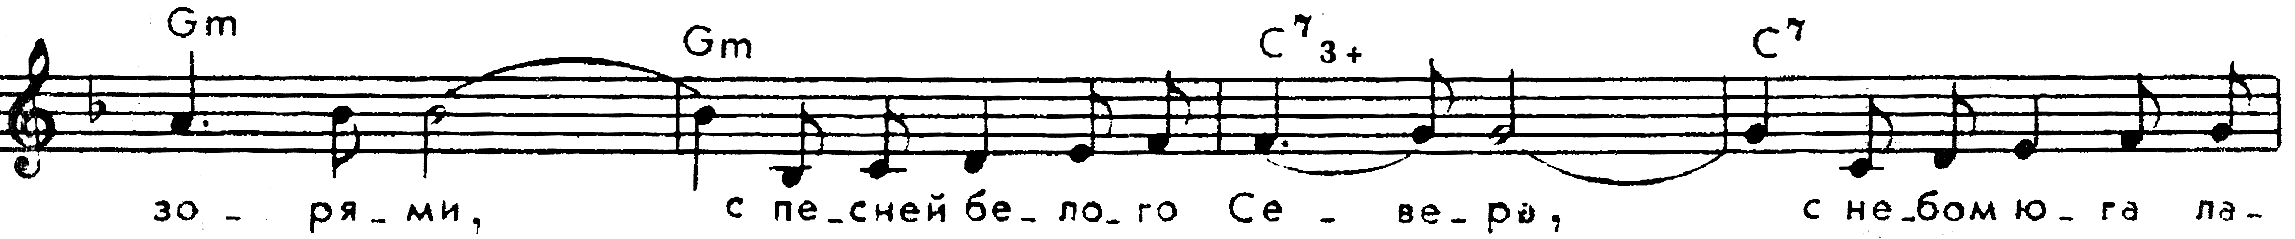 Gm Gm C7 3+ C7
зо - ря - ми, с пе - сней бе - ло - го Се - ве - ра, с не - бом ю - га ла -